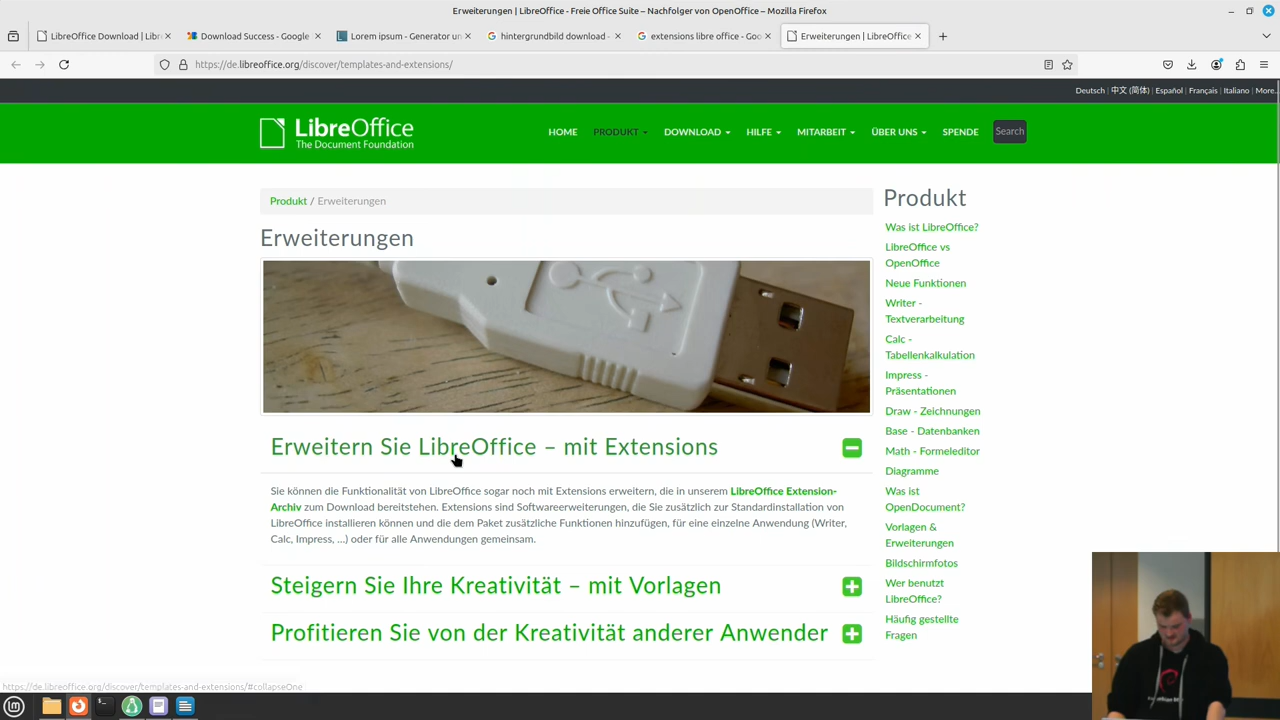 Erweiterungen | LibreOffice - Freie Office Suite – Nachfolger von OpenOffice – Mozilla Firefox
LibreOffice Download | Libr
Download Success - Google
Lorem ipsum - Generator un
hintergrundbild download -
extensions libre office - Goo
Erweiterungen | LibreOffice
https://de.libreoffice.org/discover/templates-and-extensions/
Deutsch | 中文 (简体) | Español | Français | Italiano | More..
LibreOffice
The Document Foundation
HOME PRODUKT DOWNLOAD HILFE MITARBEIT ÜBER UNS SPENDE Search
Produkt / Erweiterungen
Erweiterungen
Erweitern Sie LibreOffice – mit Extensions
Sie können die Funktionalität von LibreOffice sogar noch mit Extensions erweitern, die in unserem LibreOffice Extension-
Archiv zum Download bereitstehen. Extensions sind Softwareerweiterungen, die Sie zusätzlich zur Standardinstallation von
LibreOffice installieren können und die dem Paket zusätzliche Funktionen hinzufügen, für eine einzelne Anwendung (Writer,
Calc, Impress, ...) oder für alle Anwendungen gemeinsam.
Steigern Sie Ihre Kreativität – mit Vorlagen
Profitieren Sie von der Kreativität anderer Anwender
Produkt
Was ist LibreOffice?
LibreOffice vs
OpenOffice
Neue Funktionen
Writer -
Textverarbeitung
Calc -
Tabellenkalkulation
Impress -
Präsentationen
Draw - Zeichnungen
Base - Datenbanken
Math - Formeleditor
Diagramme
Was ist
OpenDocument?
Vorlagen &
Erweiterungen
Bildschirmfotos
Wer benutzt
LibreOffice?
Häufig gestellte
Fragen
https://de.libreoffice.org/discover/templates-and-extensions/#collapseOne